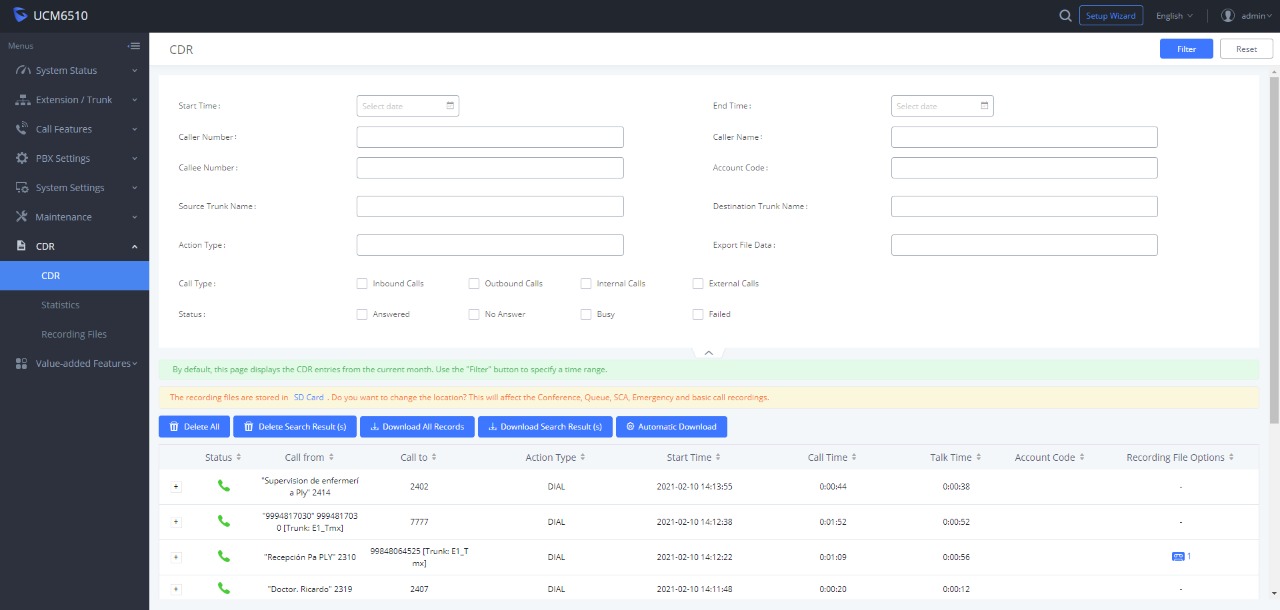 UCM6510
Setup Wizard
English
admin
Menus
System Status
Extension / Trunk
Call Features
PBX Settings
System Settings
Maintenance
CDR
CDR
Statistics
Recording Files
Value-added Features
CDR
Filter
Reset
Start Time :
Select date
End Time :
Select date
Caller Number :
Caller Name :
Callee Number :
Account Code :
Source Trunk Name :
Destination Trunk Name :
Action Type :
Export File Data :
Call Type :
Inbound Calls
Outbound Calls
Internal Calls
External Calls
Status :
Answered
No Answer
Busy
Failed
By default, this page displays the CDR entries from the current month. Use the "Filter" button to specify a time range.
The recording files are stored in SD Card . Do you want to change the location? This will affect the Conference, Queue, SCA, Emergency and basic call recordings.
Delete All
Delete Search Result (s)
Download All Records
Download Search Result (s)
Automatic Download
Status Call from Call to Action Type Start Time Call Time Talk Time Account Code Recording File Options
+ "Supervision de enfermerí
a Ply" 2414 2402 DIAL 2021-02-10 14:13:55 0:00:44 0:00:38 -
+ "9994817030" 999481703
0 [Trunk: E1_Tmx] 7777 DIAL 2021-02-10 14:12:38 0:01:52 0:00:52 -
+ "Recepción Pa PLY" 2310 99848064525 [Trunk: E1_T
mx] DIAL 2021-02-10 14:12:22 0:01:09 0:00:56 1
+ "Doctor. Ricardo" 2319 2407 DIAL 2021-02-10 14:11:48 0:00:20 0:00:12 -